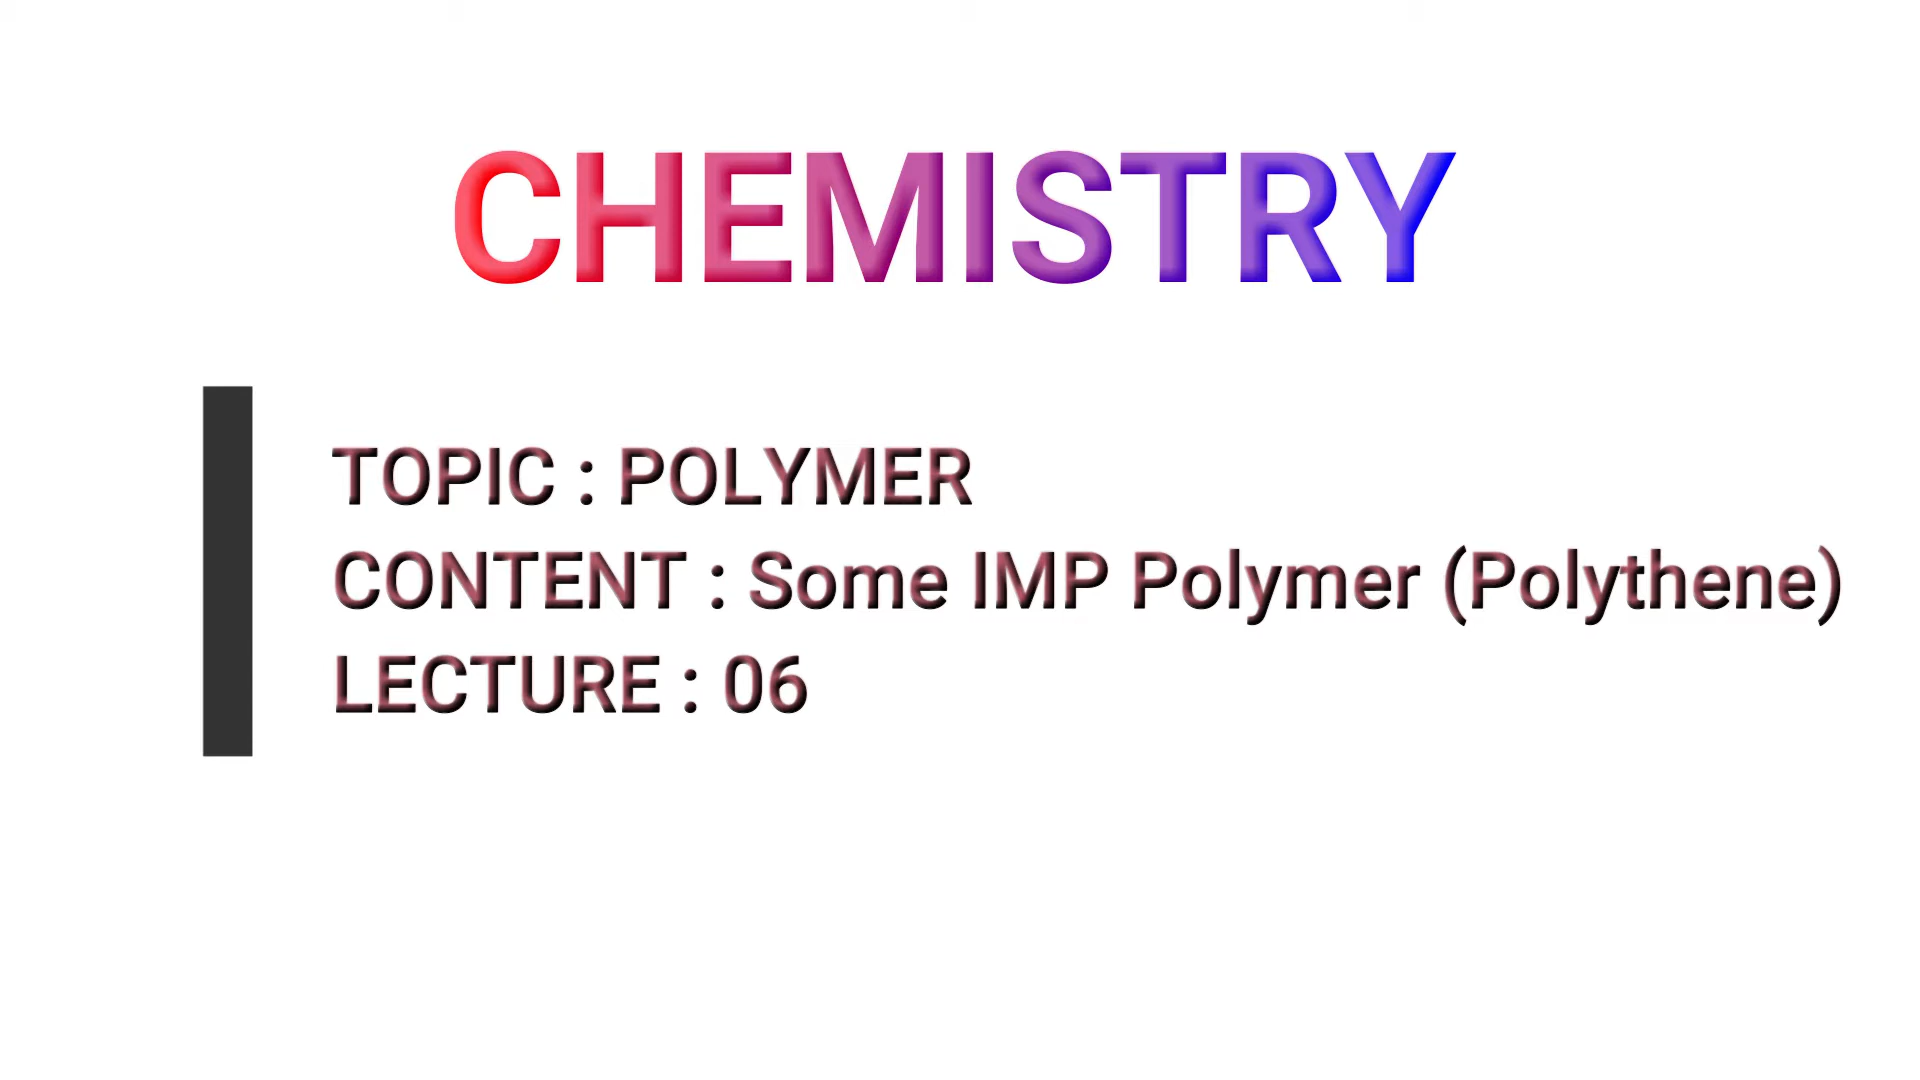 CHEMISTRY
TOPIC : POLYMER
CONTENT : Some IMP Polymer (Polythene)
LECTURE : 06